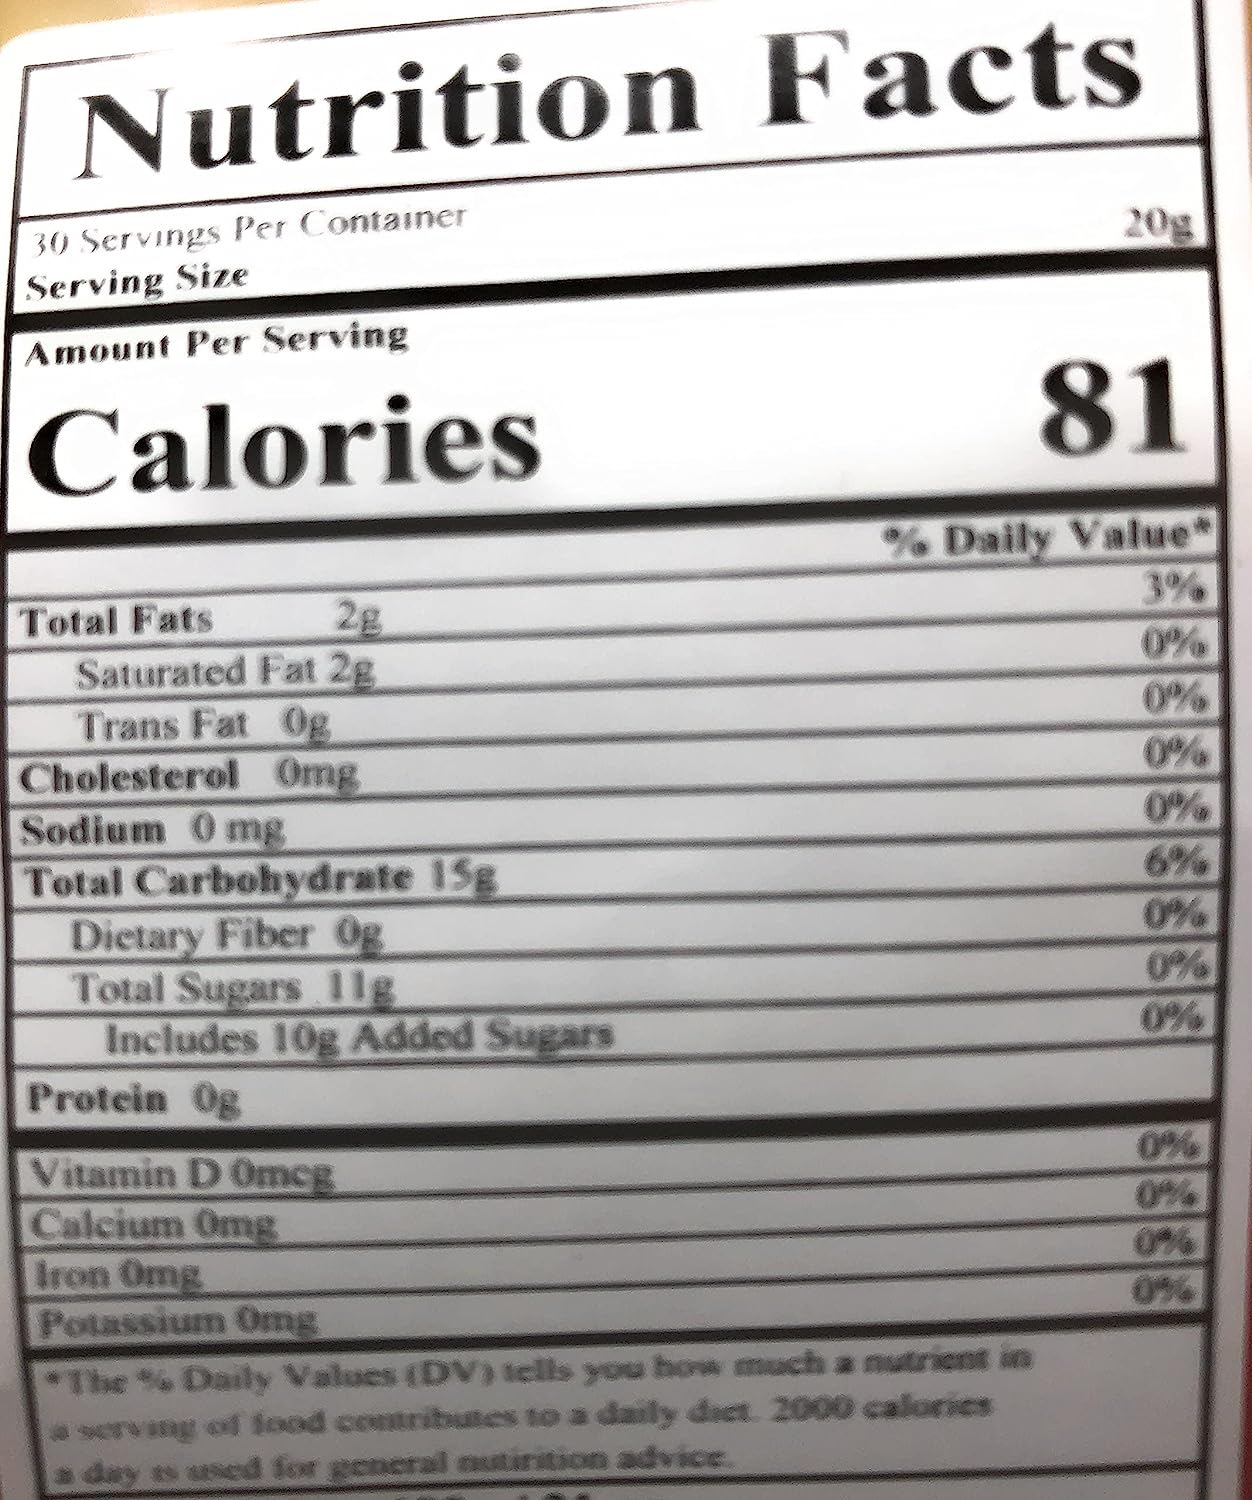 Nutrition Facts
30 Servings Per Container
Serving Size 20g
Amount Per Serving
Calories 81
% Daily Value*
Total Fats 2g 3%
Saturated Fat 2g 0%
Trans Fat 0g 0%
Cholesterol 0mg 0%
Sodium 0 mg 0%
Total Carbohydrate 15g 6%
Dietary Fiber 0g 0%
Total Sugars 11g 0%
Includes 10g Added Sugars 0%
Protein 0g
Vitamin D 0mcg 0%
Calcium 0mg 0%
Iron 0mg 0%
Potassium 0mg 0%
*The % Daily Values (DV) tells you how much a nutrient in
a serving of food contributes to a daily diet. 2000 calories
a day is used for general nutirition advice.